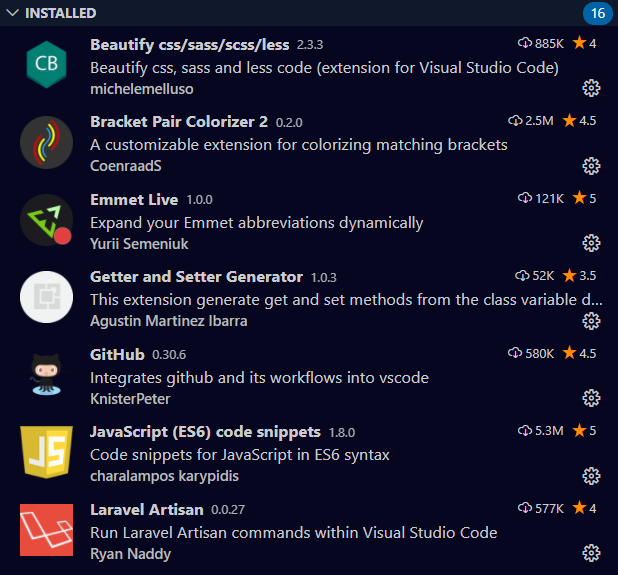 INSTALLED 16
CB
Beautify css/sass/scss/less 2.3.3 885K 4
Beautify css, sass and less code (extension for Visual Studio Code)
michelemelluso
Bracket Pair Colorizer 2 0.2.0 2.5M 4.5
A customizable extension for colorizing matching brackets
CoenraadS
Emmet Live 1.0.0 121K 5
Expand your Emmet abbreviations dynamically
Yurii Semeniuk
Getter and Setter Generator 1.0.3 52K 3.5
This extension generate get and set methods from the class variable d...
Agustin Martinez Ibarra
GitHub 0.30.6 580K 4.5
Integrates github and its workflows into vscode
KnisterPeter
JS
JavaScript (ES6) code snippets 1.8.0 5.3M 5
Code snippets for JavaScript in ES6 syntax
charalampos karypidis
Laravel Artisan 0.0.27 577K 4
Run Laravel Artisan commands within Visual Studio Code
Ryan Naddy